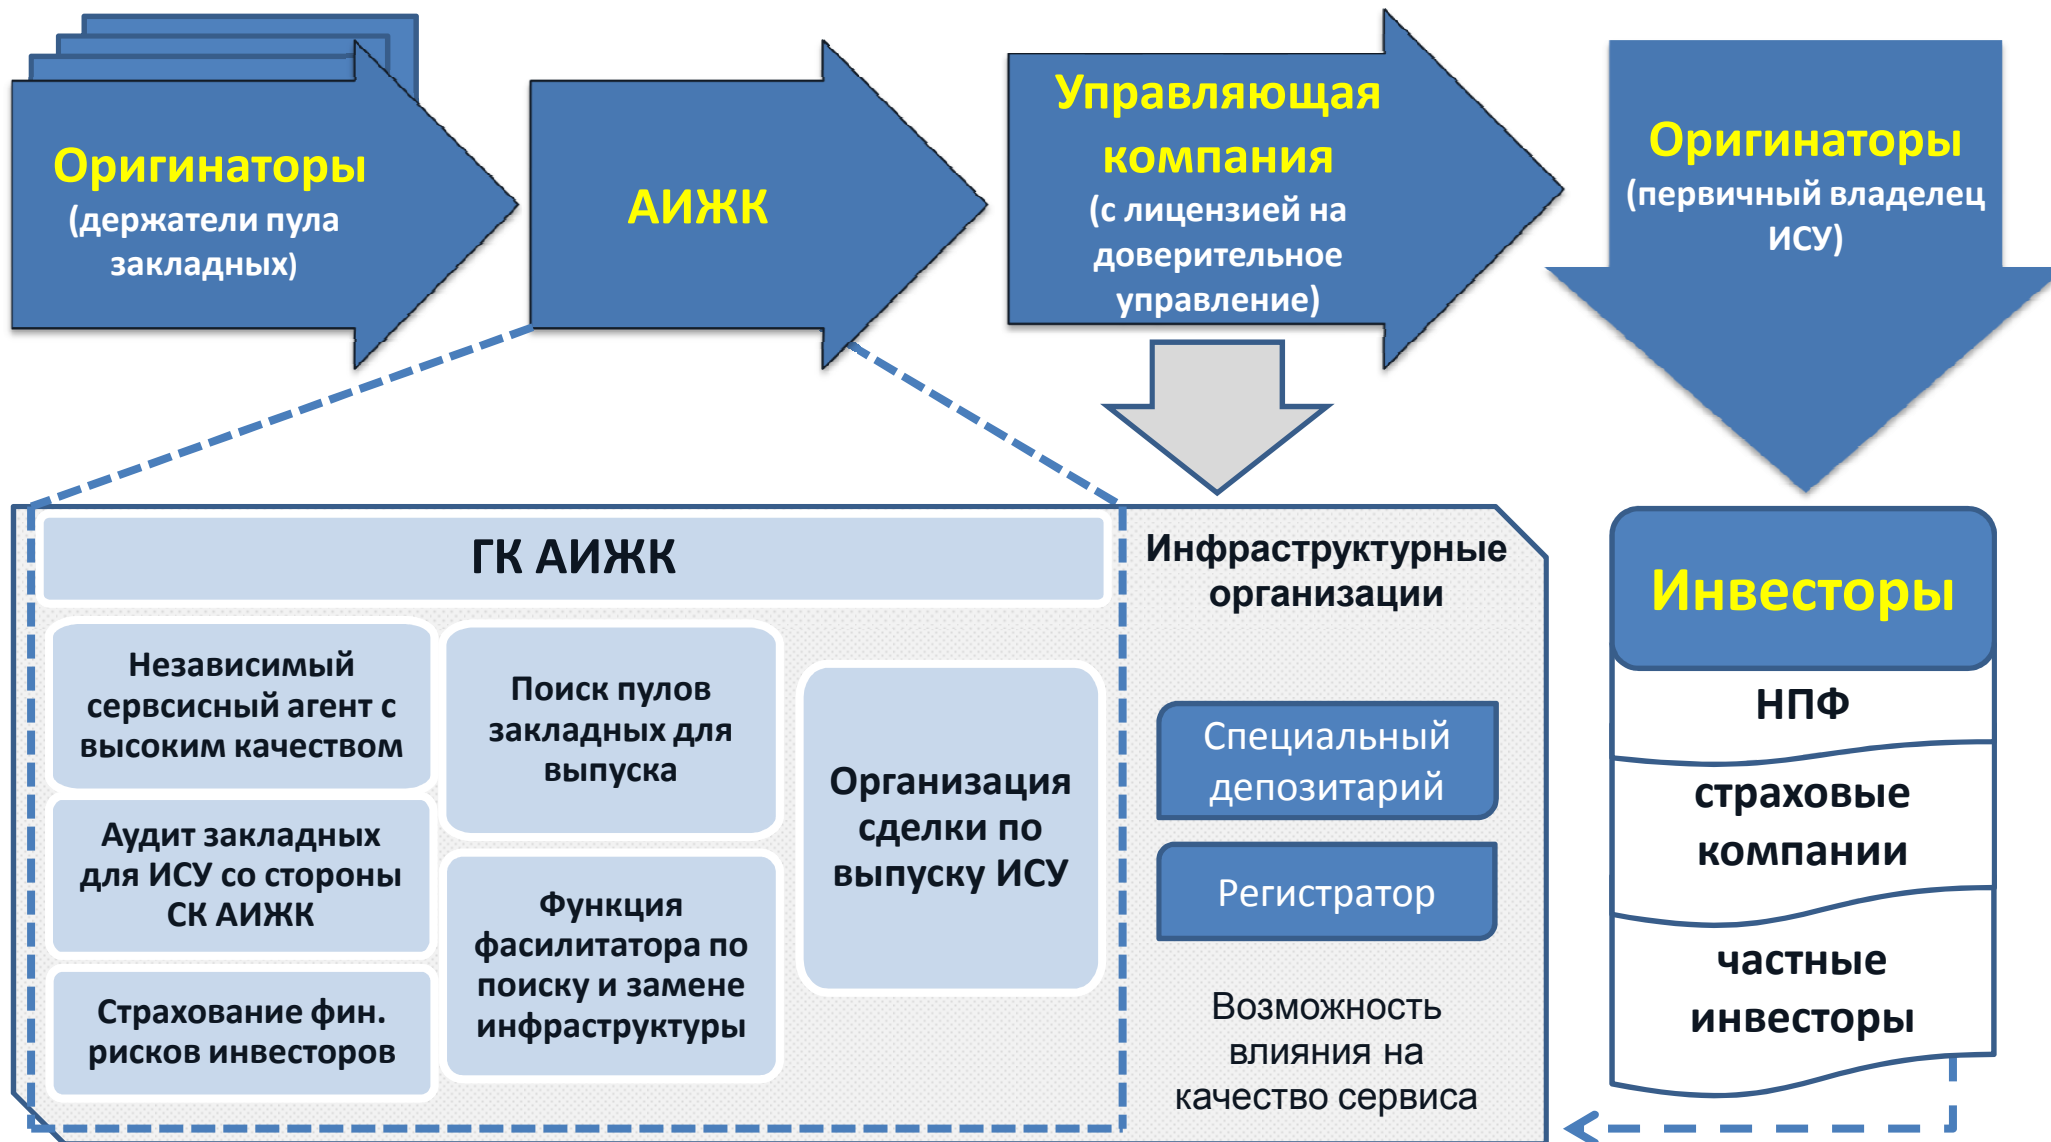 Оригинаторы
(держатели пула
закладных)
АИЖК
Управляющая
компания
(с лицензией на
доверительное
управление)
Оригинаторы
(первичный владелец
ИСУ)
ГК АИЖК
Независимый
сервсисный агент с
высоким качеством
Аудит закладных
для ИСУ со стороны
СК АИЖК
Страхование фин.
рисков инвесторов
Поиск пулов
закладных для
выпуска
Функция
фасилитатора по
поиску и замене
инфраструктуры
Организация
сделки по
выпуску ИСУ
Инфраструктурные
организации
Специальный
депозитарий
Регистратор
Возможность
влияния на
качество сервиса
Инвесторы
НПФ
страховые
компании
частные
инвесторы